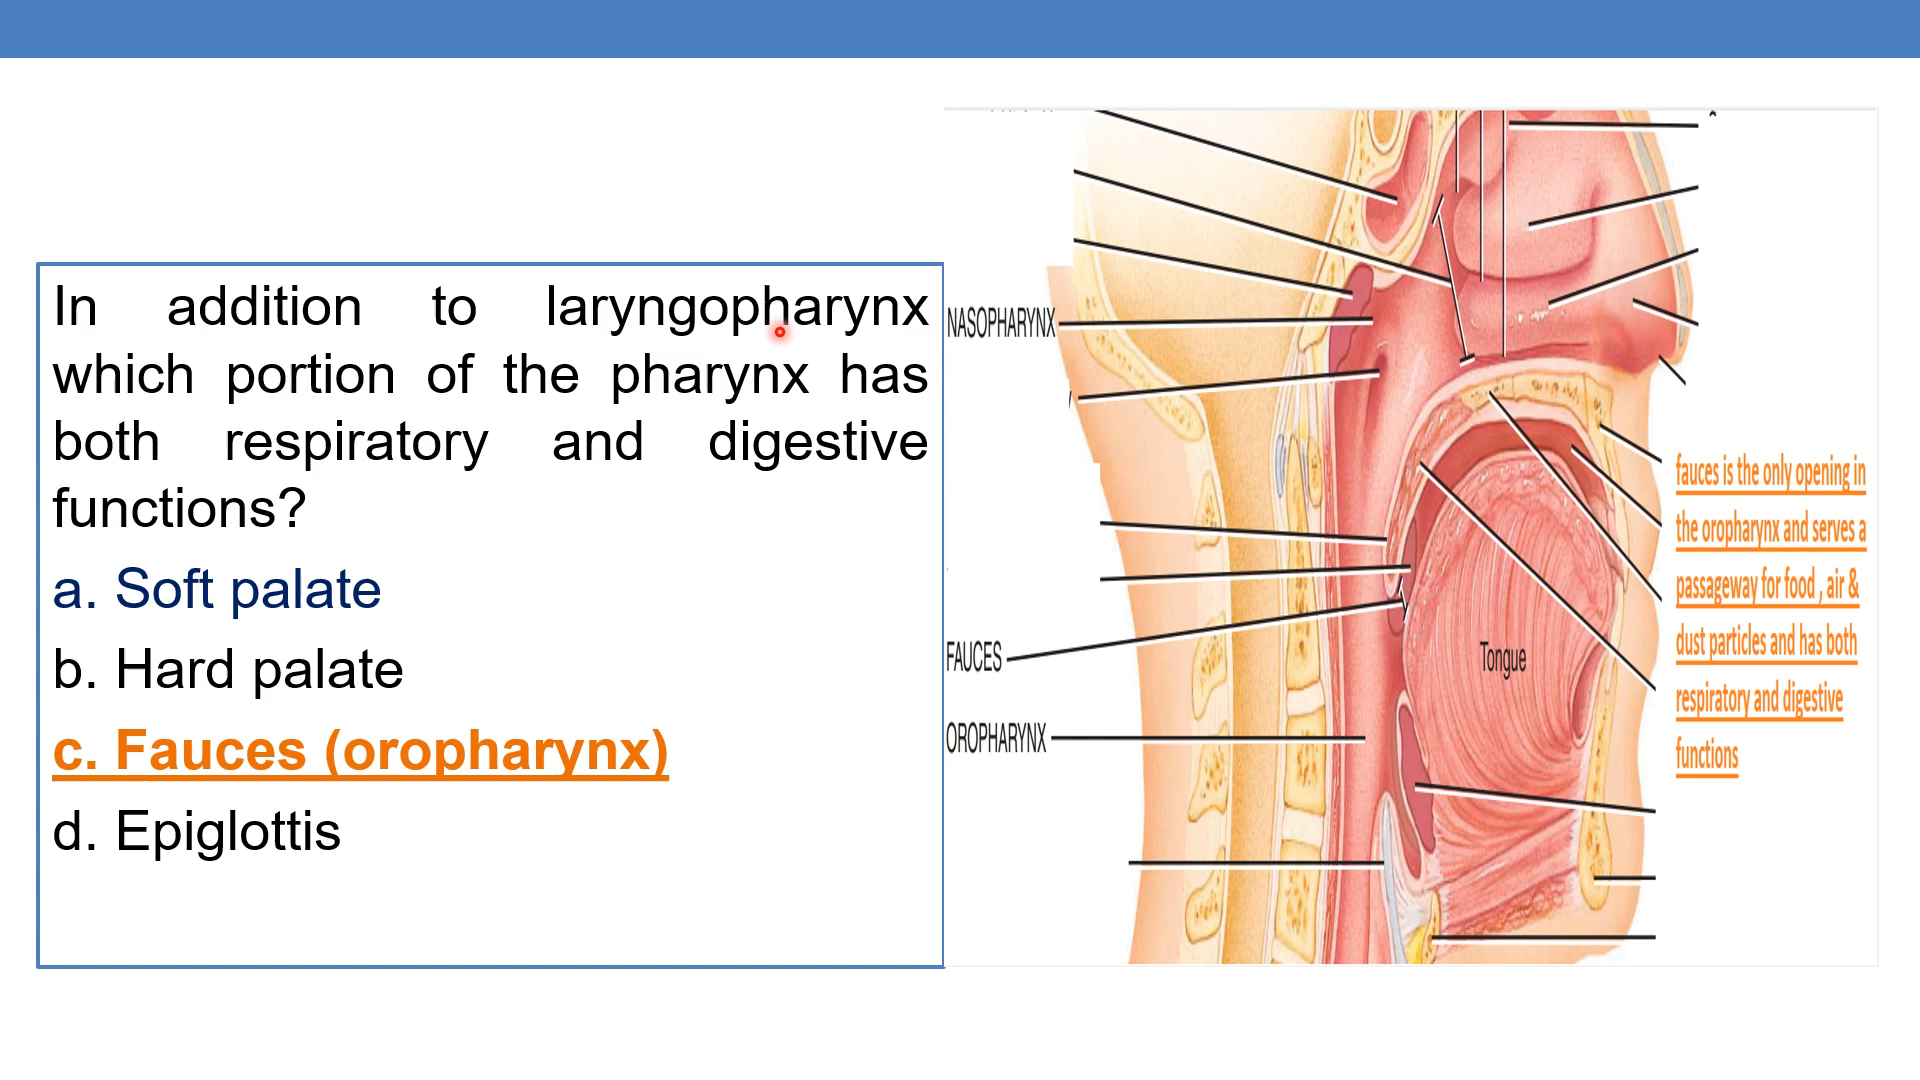 In addition to laryngopharynx
which portion of the pharynx has
both respiratory and digestive
functions?
a. Soft palate
b. Hard palate
c. Fauces (oropharynx)
d. Epiglottis
NASOPHARYNX
FAUCES
OROPHARYNX
Tongue
fauces is the only opening in
the oropharynx and serves a
passageway for food , air &
dust particles and has both
respiratory and digestive
functions